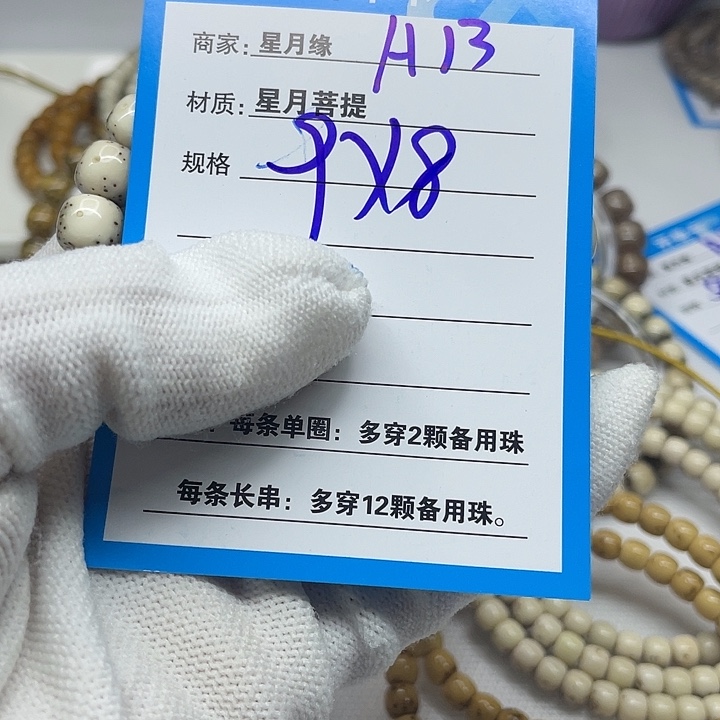 商家：星月缘 H13
材质：星月菩提
规格 9X8
每条单圈：多穿2颗备用珠
每条长串：多穿12颗备用珠。